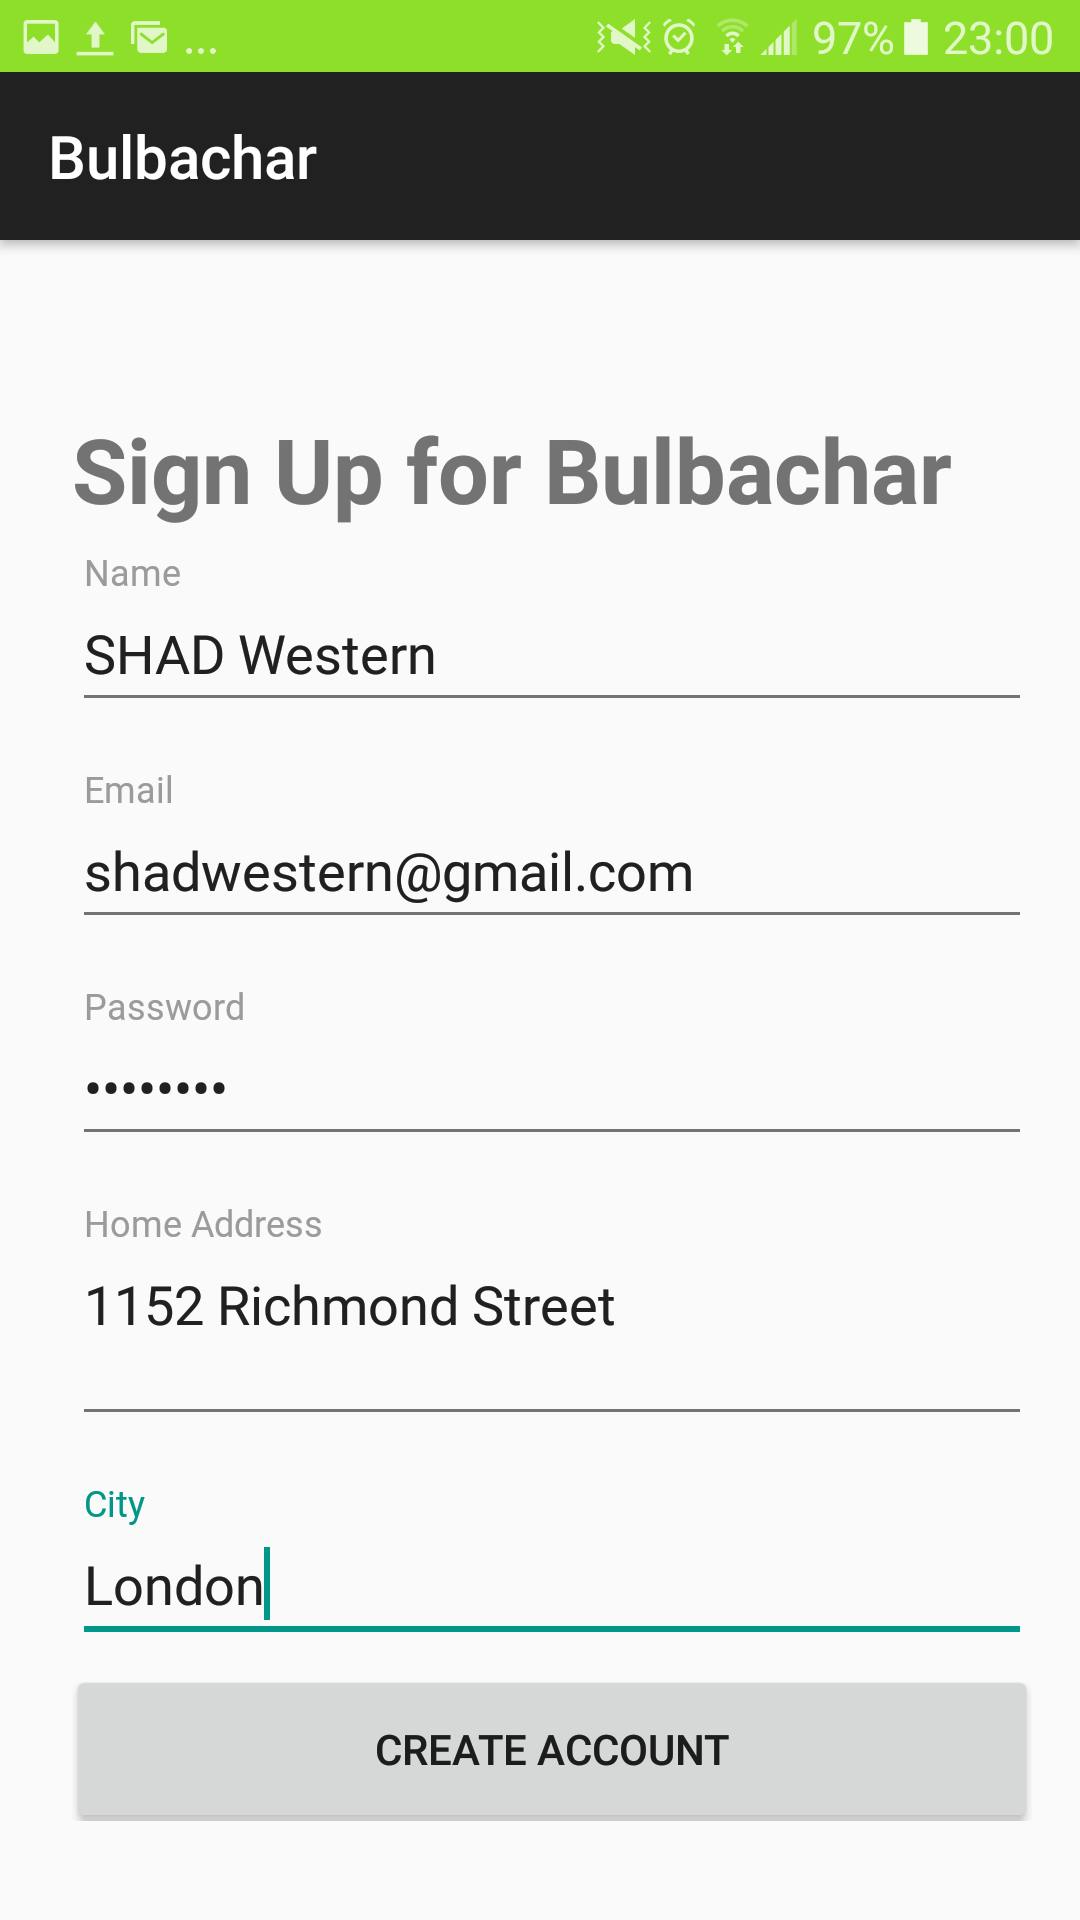 ... 97% 23:00
Bulbachar
Sign Up for Bulbachar
Name
SHAD Western
Email
shadwestern@gmail.com
Password
••••••••
Home Address
1152 Richmond Street
City
London
CREATE ACCOUNT